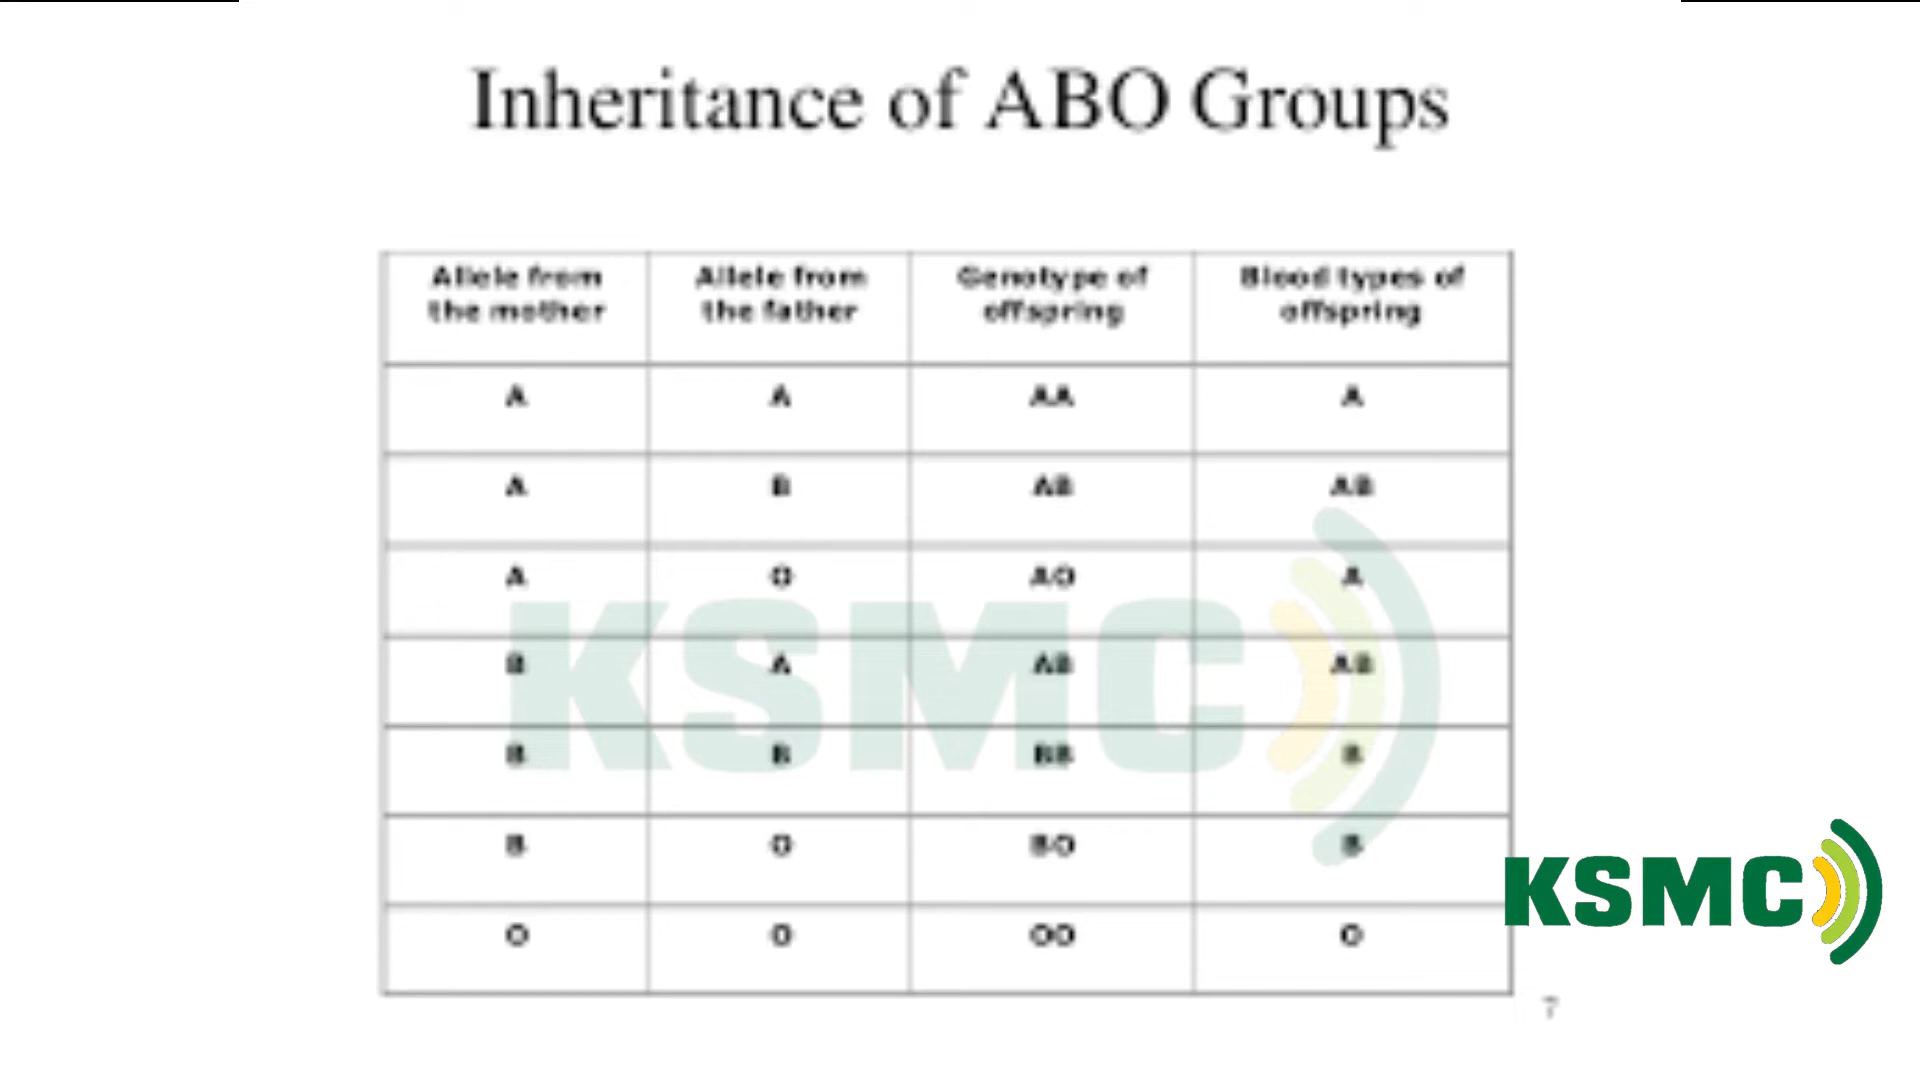 Inheritance of ABO Groups
Allele from the mother Allele from the father Genotype of offspring Blood types of offspring
A A AA A
A B AB AB
A O AO A
B A AB AB
B B BB B
B O BO B
O O OO O
KSMC
KSMC
7